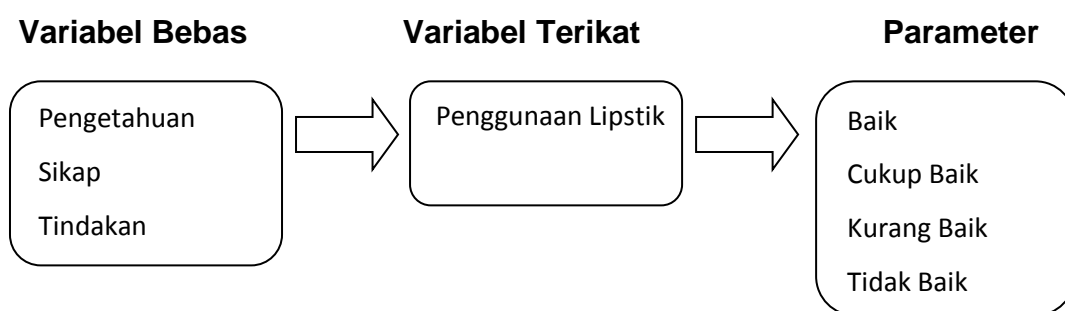 Variabel Bebas
Variabel Terikat
Parameter
Pengetahuan
Sikap
Tindakan
Penggunaan Lipstik
Baik
Cukup Baik
Kurang Baik
Tidak Baik